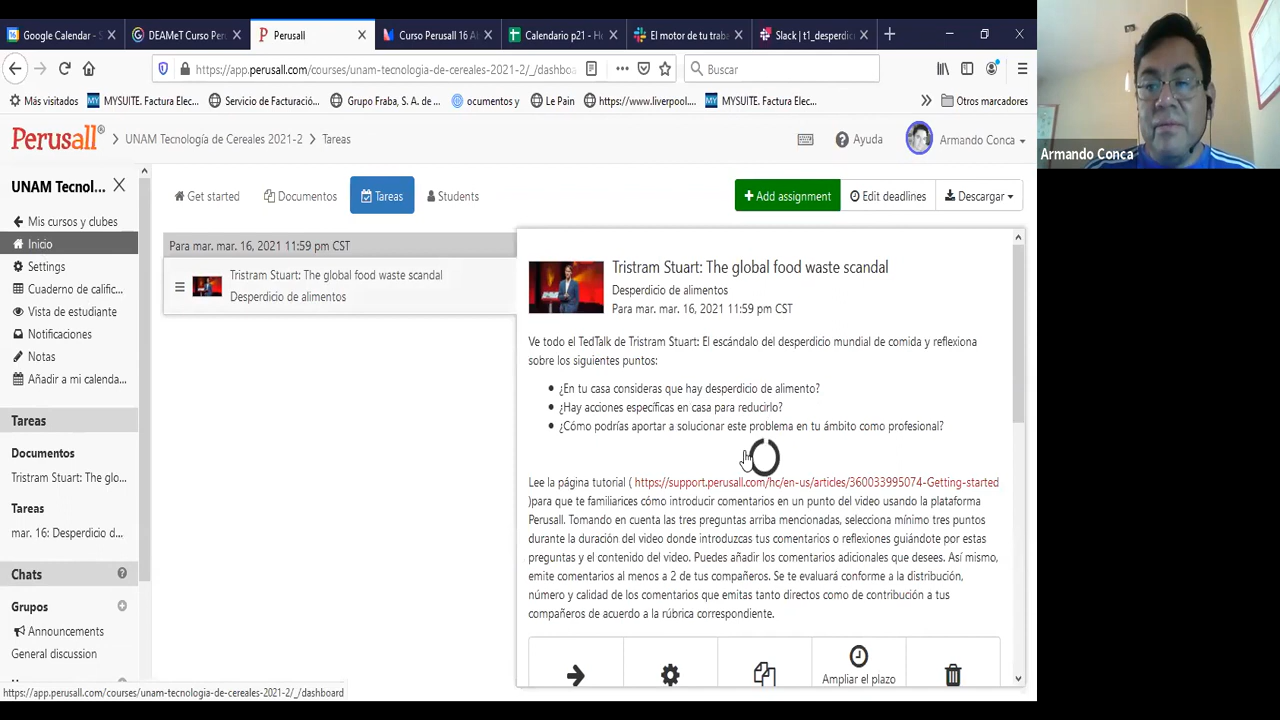 Google Calendar - S
DEAMeT Curso Per
Perusall
Curso Perusall 16 A
Calendario p21 - Ho
El motor de tu traba
Slack | t1_desperdic
https://app.perusall.com/courses/unam-tecnologia-de-cereales-2021-2/_/dashboa
Buscar
Más visitados
MYSUITE. Factura Elec...
Servicio de Facturació...
Grupo Fraba, S. A. de ...
ocumentos y
Le Pain
https://www.liverpool...
MYSUITE. Factura Elec...
Otros marcadores
Perusall®
UNAM Tecnología de Cereales 2021-2
Tareas
Ayuda
Armando Conca
Armando Conca
UNAM Tecnol...
Mis cursos y clubes
Inicio
Settings
Cuaderno de calific...
Vista de estudiante
Notificaciones
Notas
Añadir a mi calenda...
Tareas
Documentos
Tristram Stuart: The glo...
Tareas
mar. 16: Desperdicio d...
Chats
Grupos
Announcements
General discussion
Get started
Documentos
Tareas
Students
Add assignment
Edit deadlines
Descargar
Para mar. mar. 16, 2021 11:59 pm CST
Tristram Stuart: The global food waste scandal
Desperdicio de alimentos
Tristram Stuart: The global food waste scandal
Desperdicio de alimentos
Para mar. mar. 16, 2021 11:59 pm CST
Ve todo el TedTalk de Tristram Stuart: El escándalo del desperdicio mundial de comida y reflexiona
sobre los siguientes puntos:
¿En tu casa consideras que hay desperdicio de alimento?
¿Hay acciones específicas en casa para reducirlo?
¿Cómo podrías aportar a solucionar este problema en tu ámbito como profesional?
Lee la página tutorial ( https://support.perusall.com/hc/en-us/articles/360033995074-Getting-started
)para que te familiarices cómo introducir comentarios en un punto del video usando la plataforma
Perusall. Tomando en cuenta las tres preguntas arriba mencionadas, selecciona mínimo tres puntos
durante la duración del video donde introduzcas tus comentarios o reflexiones guiándote por estas
preguntas y el contenido del video. Puedes añadir los comentarios adicionales que desees. Así mismo,
emite comentarios al menos a 2 de tus compañeros. Se te evaluará conforme a la distribución,
número y calidad de los comentarios que emitas tanto directos como de contribución a tus
compañeros de acuerdo a la rúbrica correspondiente.
Ampliar el plazo
https://app.perusall.com/courses/unam-tecnologia-de-cereales-2021-2/_/dashboard